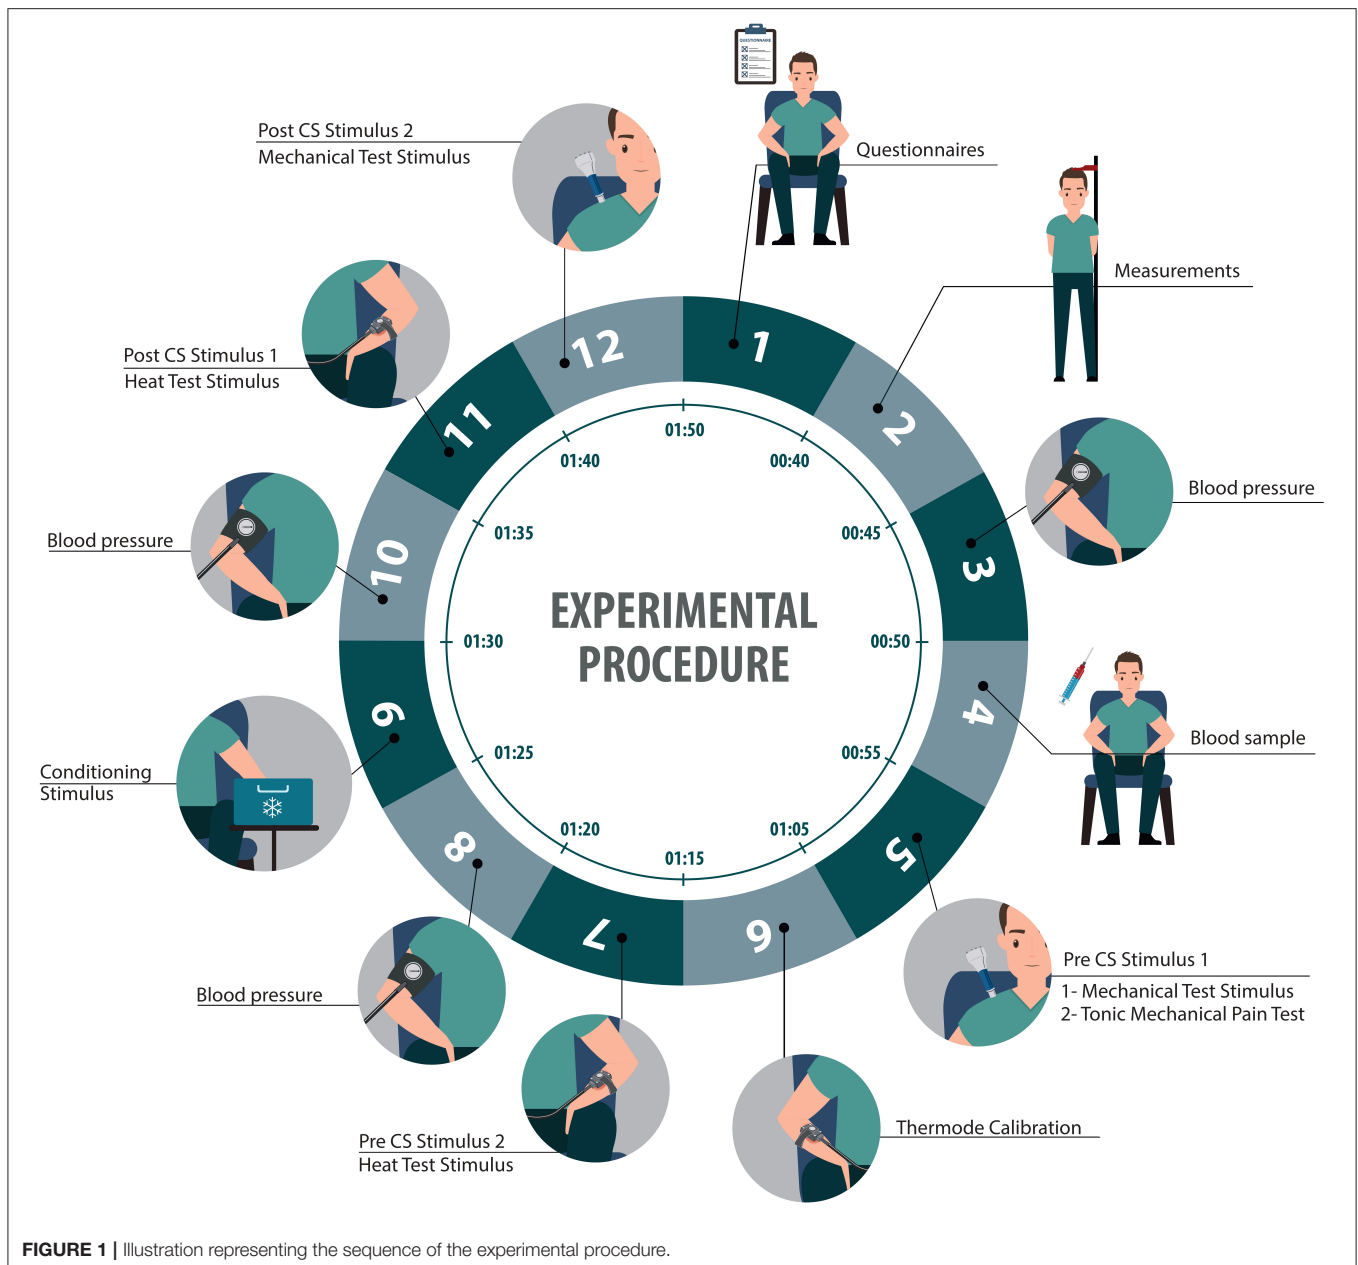 QUESTIONNAIRE
Questionnaires
Measurements
Blood pressure
Blood sample
Pre CS Stimulus 1
1- Mechanical Test Stimulus
2- Tonic Mechanical Pain Test
Thermode Calibration
Pre CS Stimulus 2
Heat Test Stimulus
Blood pressure
Conditioning
Stimulus
Blood pressure
Post CS Stimulus 1
Heat Test Stimulus
Post CS Stimulus 2
Mechanical Test Stimulus
1
2
3
4
5
6
7
8
9
10
11
12
01:50
00:40
00:45
00:50
00:55
01:05
01:15
01:20
01:25
01:30
01:35
01:40
EXPERIMENTAL
PROCEDURE
FIGURE 1 | Illustration representing the sequence of the experimental procedure.